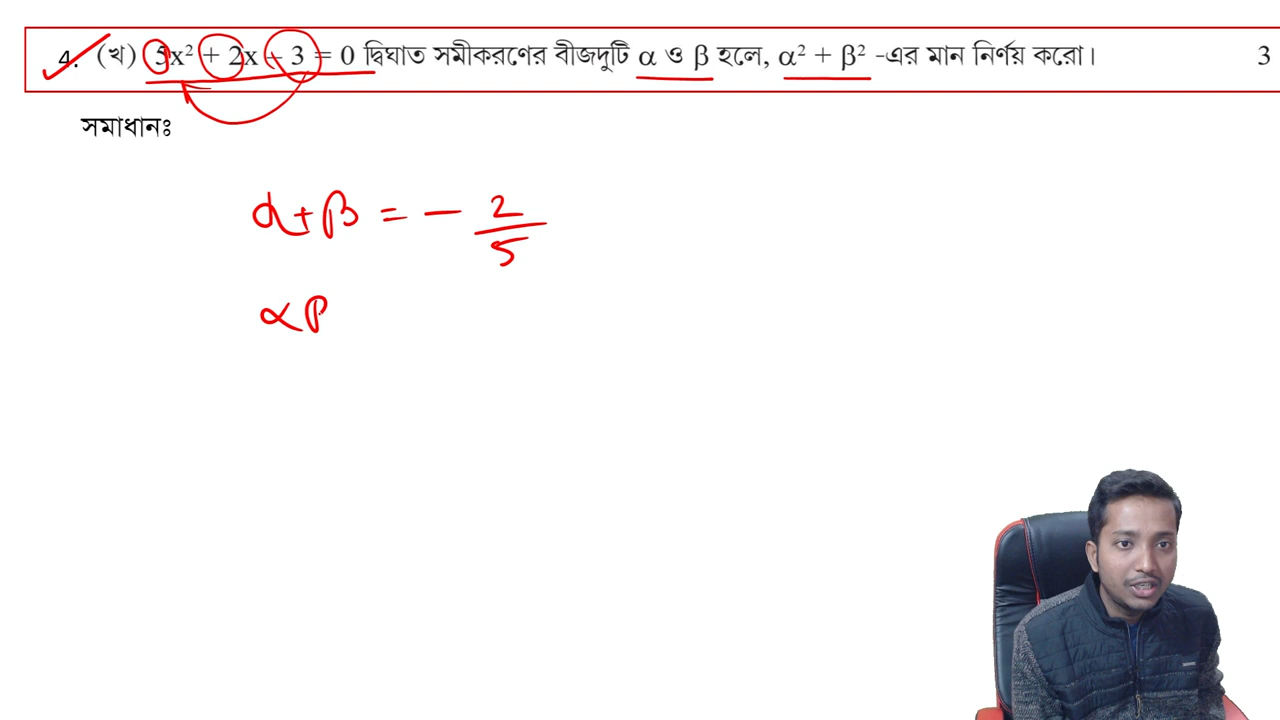 4. (খ) 5x² + 2x – 3 = 0 দ্বিঘাত সমীকরণের বীজদুটি α ও β হলে, α² + β² -এর মান নির্ণয় করো। 3
সমাধানঃ
α+β = - 2/5
αβ